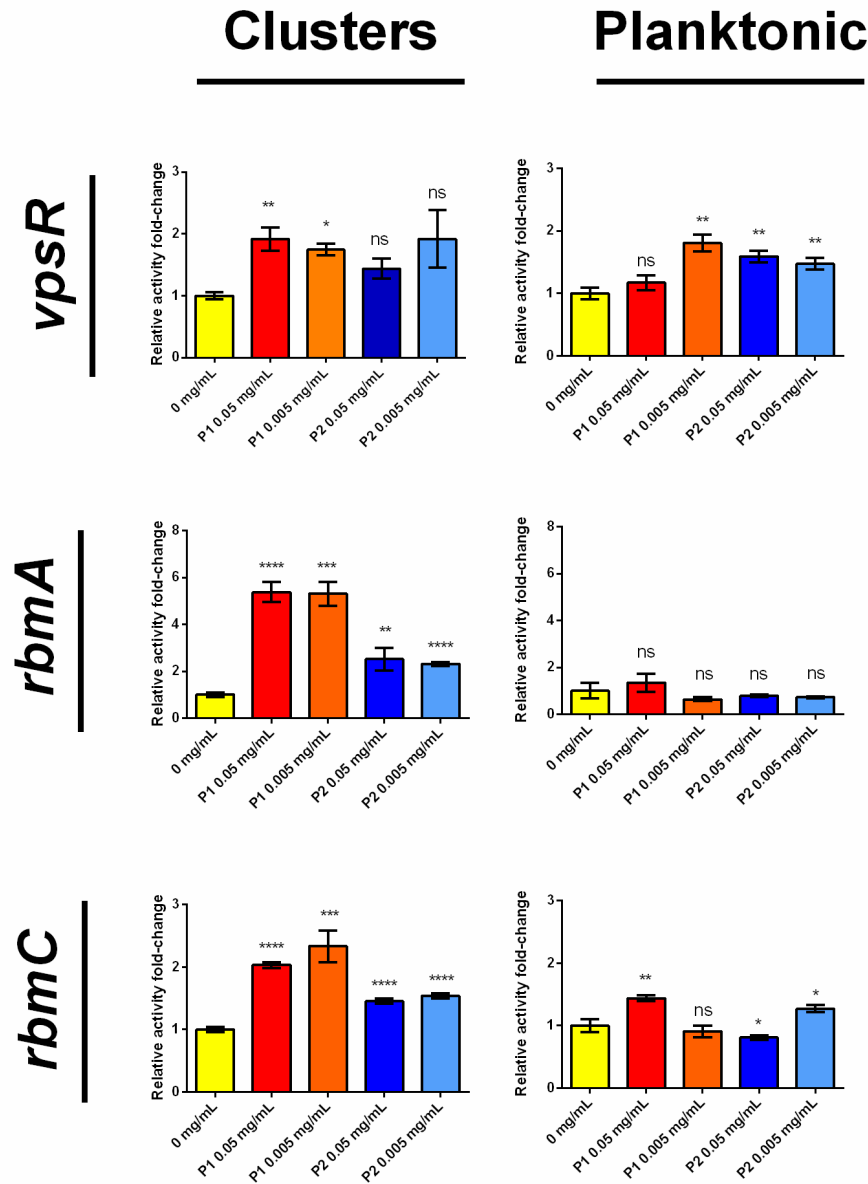 Clusters Planktonic
vpsR
Relative activity fold-change
3
2
1
0
** * ns ns
0 mg/mL P1 0.05 mg/mL P1 0.005 mg/mL P2 0.05 mg/mL P2 0.005 mg/mL
Relative activity fold-change
3
2
1
0
ns ** ** **
0 mg/mL P1 0.05 mg/mL P1 0.005 mg/mL P2 0.05 mg/mL P2 0.005 mg/mL
rbmA
Relative activity fold-change
8
6
4
2
0
**** *** ** ****
0 mg/mL P1 0.05 mg/mL P1 0.005 mg/mL P2 0.05 mg/mL P2 0.005 mg/mL
Relative activity fold-change
8
6
4
2
0
ns ns ns ns
0 mg/mL P1 0.05 mg/mL P1 0.005 mg/mL P2 0.05 mg/mL P2 0.005 mg/mL
rbmC
Relative activity fold-change
3
2
1
0
**** *** **** ****
0 mg/mL P1 0.05 mg/mL P1 0.005 mg/mL P2 0.05 mg/mL P2 0.005 mg/mL
Relative activity fold-change
3
2
1
0
** ns * *
0 mg/mL P1 0.05 mg/mL P1 0.005 mg/mL P2 0.05 mg/mL P2 0.005 mg/mL